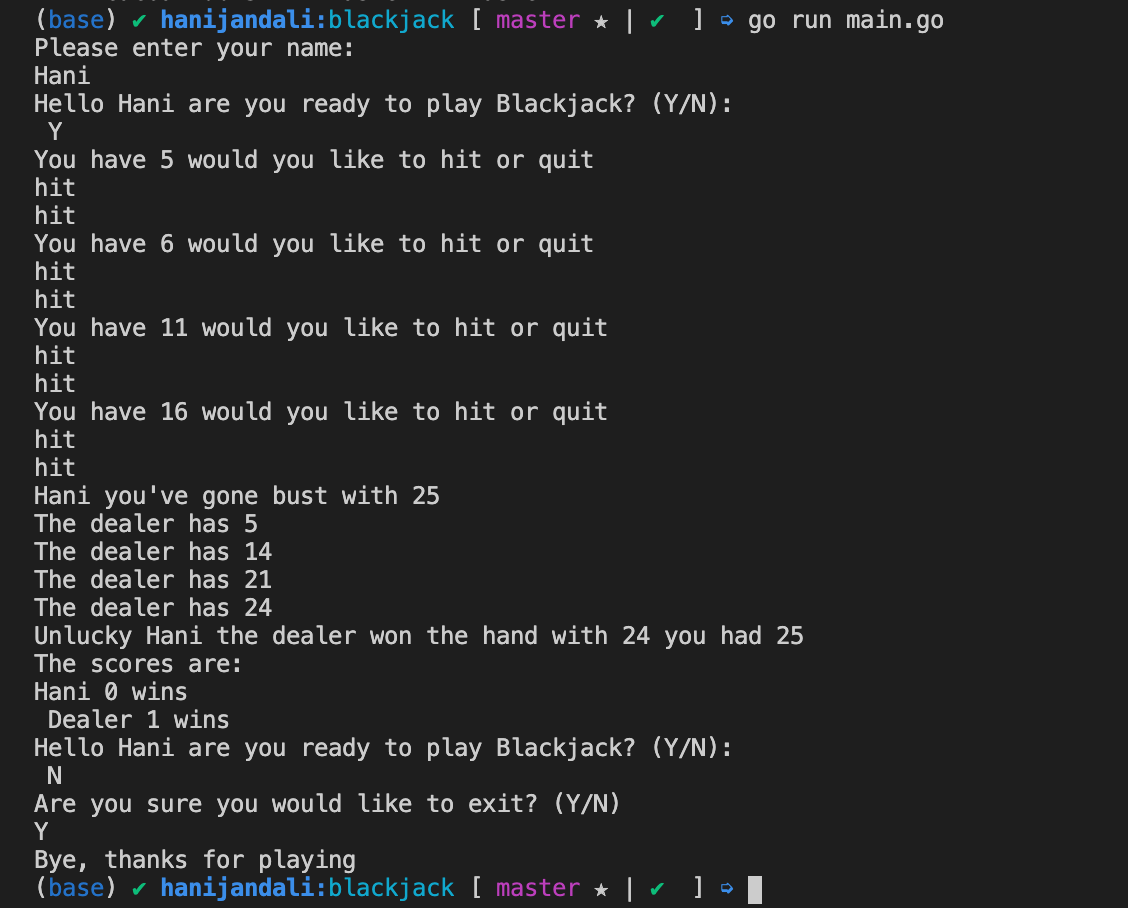 (base) ✔ hanijandali:blackjack [ master ★ | ✔ ] ➩ go run main.go
Please enter your name:
Hani
Hello Hani are you ready to play Blackjack? (Y/N):
 Y
You have 5 would you like to hit or quit
hit
hit
You have 6 would you like to hit or quit
hit
hit
You have 11 would you like to hit or quit
hit
hit
You have 16 would you like to hit or quit
hit
hit
Hani you've gone bust with 25
The dealer has 5
The dealer has 14
The dealer has 21
The dealer has 24
Unlucky Hani the dealer won the hand with 24 you had 25
The scores are:
Hani 0 wins
 Dealer 1 wins
Hello Hani are you ready to play Blackjack? (Y/N):
 N
Are you sure you would like to exit? (Y/N)
Y
Bye, thanks for playing
(base) ✔ hanijandali:blackjack [ master ★ | ✔ ] ➩